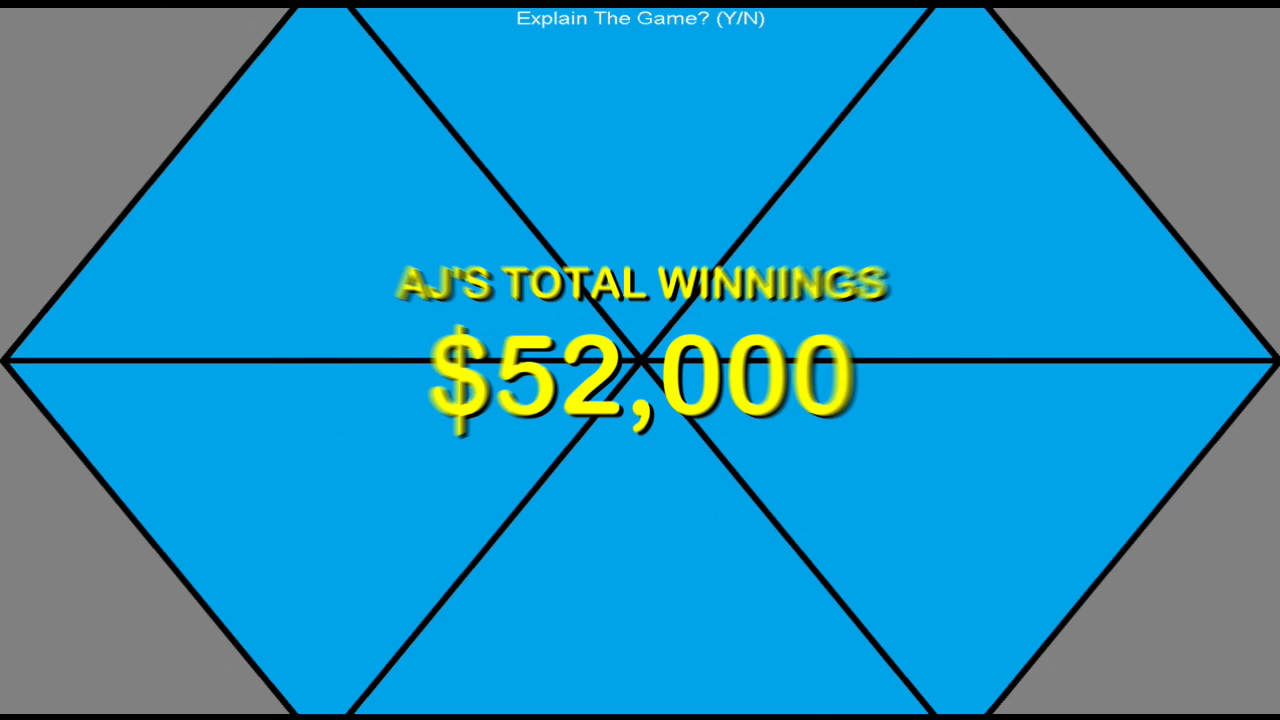 Explain The Game? (Y/N)
AJ'S TOTAL WINNINGS
$52,000